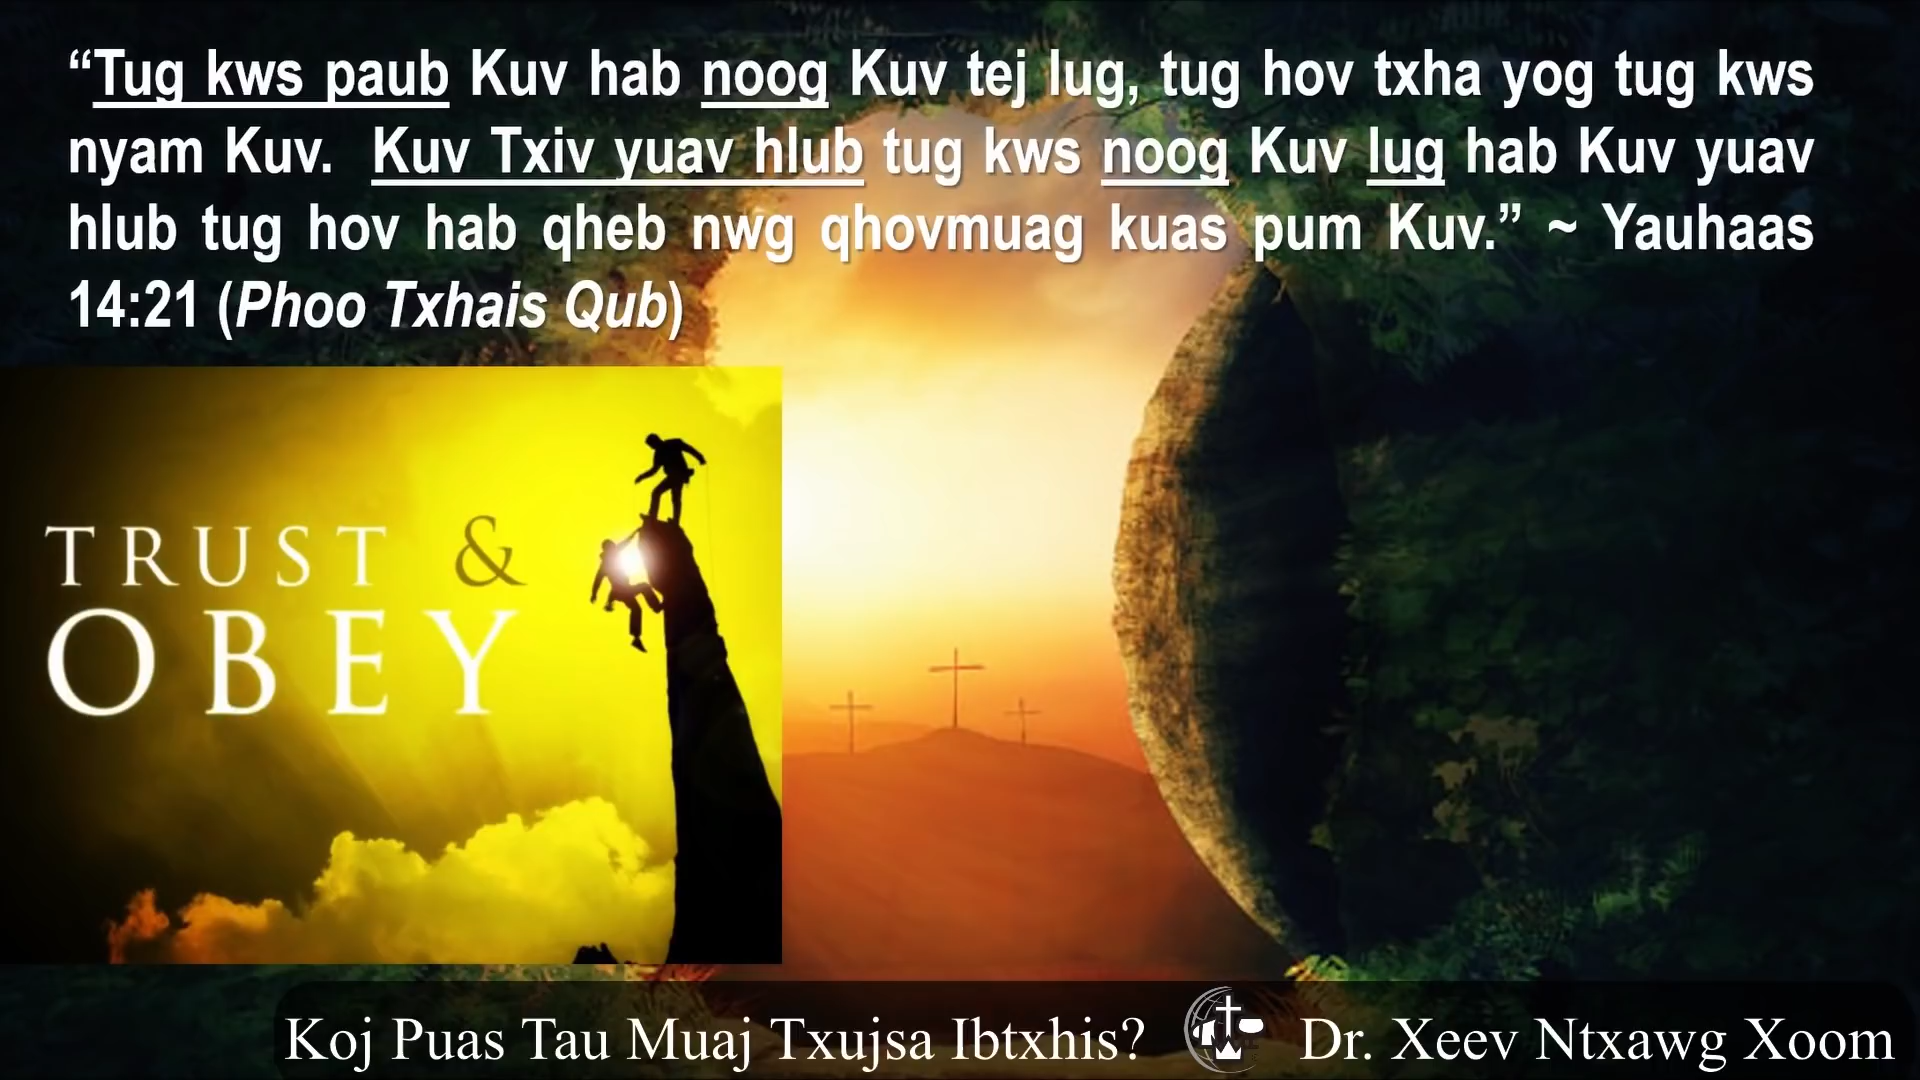 “Tug kws paub Kuv hab noog Kuv tej lug, tug hov txha yog tug kws
nyam Kuv.  Kuv Txiv yuav hlub tug kws noog Kuv lug hab Kuv yuav
hlub tug hov hab qheb nwg qhovmuag kuas pum Kuv.” ~ Yauhaas
14:21 (Phoo Txhais Qub)
TRUST &
OBEY
Koj Puas Tau Muaj Txujsa Ibtxhis? Dr. Xeev Ntxawg Xoom